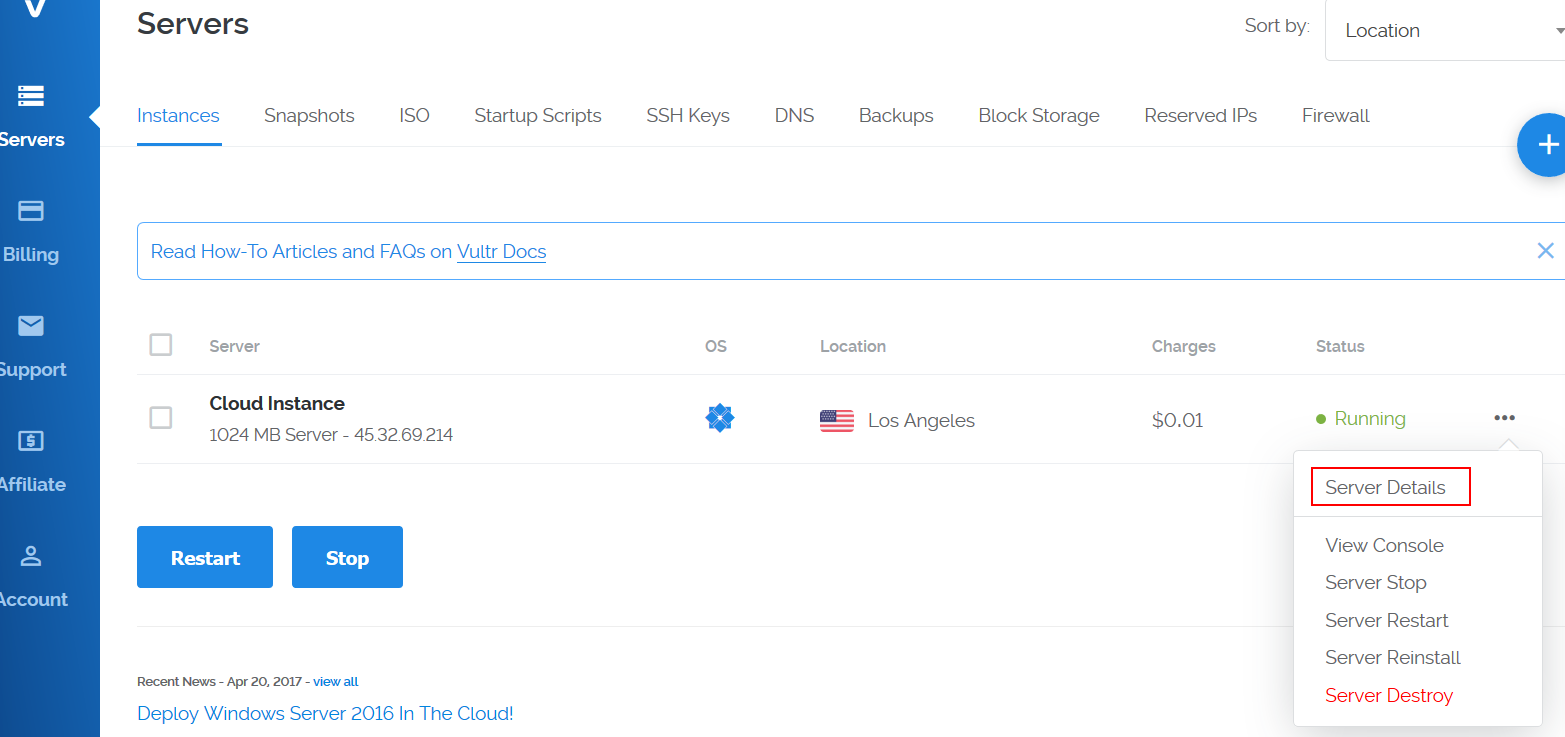 Servers
Sort by:
Location
Instances
Snapshots
ISO
Startup Scripts
SSH Keys
DNS
Backups
Block Storage
Reserved IPs
Firewall
Servers
Billing
Support
Affiliate
Account
Read How-To Articles and FAQs on Vultr Docs
Server
OS
Location
Charges
Status
Cloud Instance
1024 MB Server - 45.32.69.214
Los Angeles
$0.01
Running
Server Details
View Console
Server Stop
Server Restart
Server Reinstall
Server Destroy
Restart
Stop
Recent News - Apr 20, 2017 - view all
Deploy Windows Server 2016 In The Cloud!